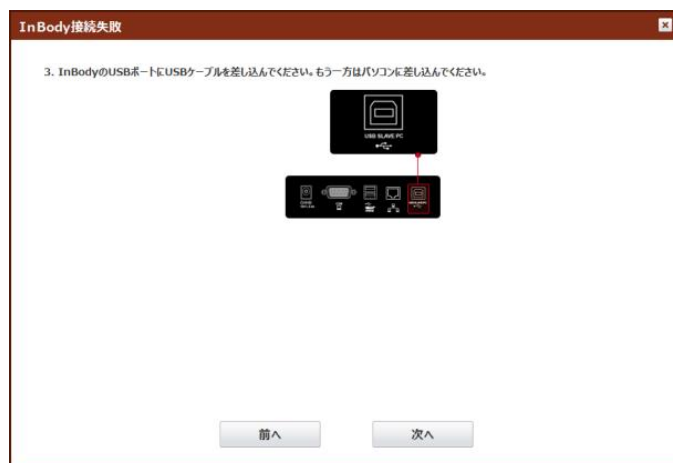 InBody接続失敗
3. InBodyのUSBポートにUSBケーブルを差し込んでください。もう一方はパソコンに差し込んでください。
USB SLAVE PC
前へ
次へ